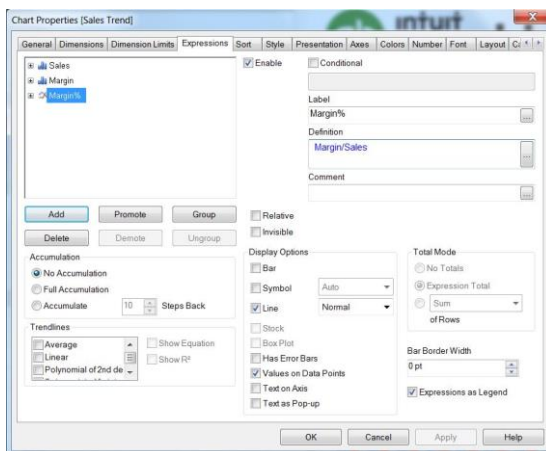 Chart Properties [Sales Trend]
intuit
General Dimensions Dimension Limits Expressions Sort Style Presentation Axes Colors Number Font Layout
Sales
Margin
Margin%
Enable
Conditional
Label
Margin%
Definition
Margin/Sales
Comment
Add Promote Group
Delete Demote Ungroup
Relative
Invisible
Accumulation
No Accumulation
Full Accumulation
Accumulate 10 Steps Back
Trendlines
Average
Linear
Polynomial of 2nd de
Show Equation
Show R²
Display Options
Bar
Symbol Auto
Line Normal
Stock
Box Plot
Has Error Bars
Values on Data Points
Text on Axis
Text as Pop-up
Total Mode
No Totals
Expression Total
Sum
of Rows
Bar Border Width
0 pt
Expressions as Legend
OK Cancel Apply Help